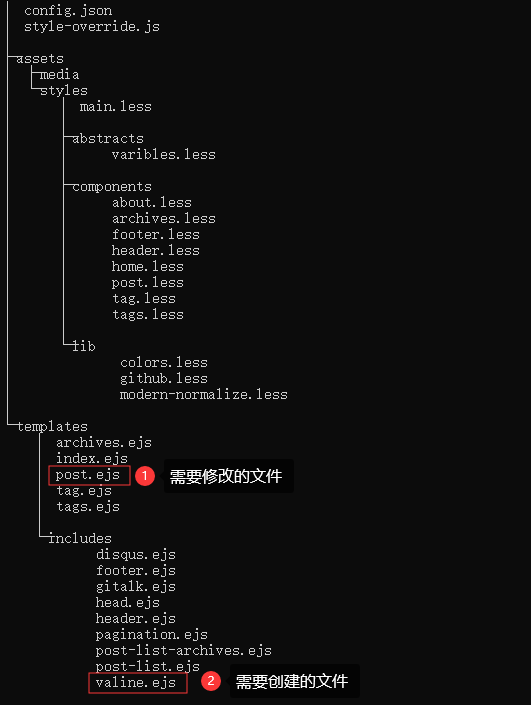 config.json
style-override.js
assets
media
styles
main.less
abstracts
varibles.less
components
about.less
archives.less
footer.less
header.less
home.less
post.less
tag.less
tags.less
lib
colors.less
github.less
modern-normalize.less
templates
archives.ejs
index.ejs
post.ejs 1 需要修改的文件
tag.ejs
tags.ejs
includes
disqus.ejs
footer.ejs
gitalk.ejs
head.ejs
header.ejs
pagination.ejs
post-list-archives.ejs
post-list.ejs
valine.ejs 2 需要创建的文件